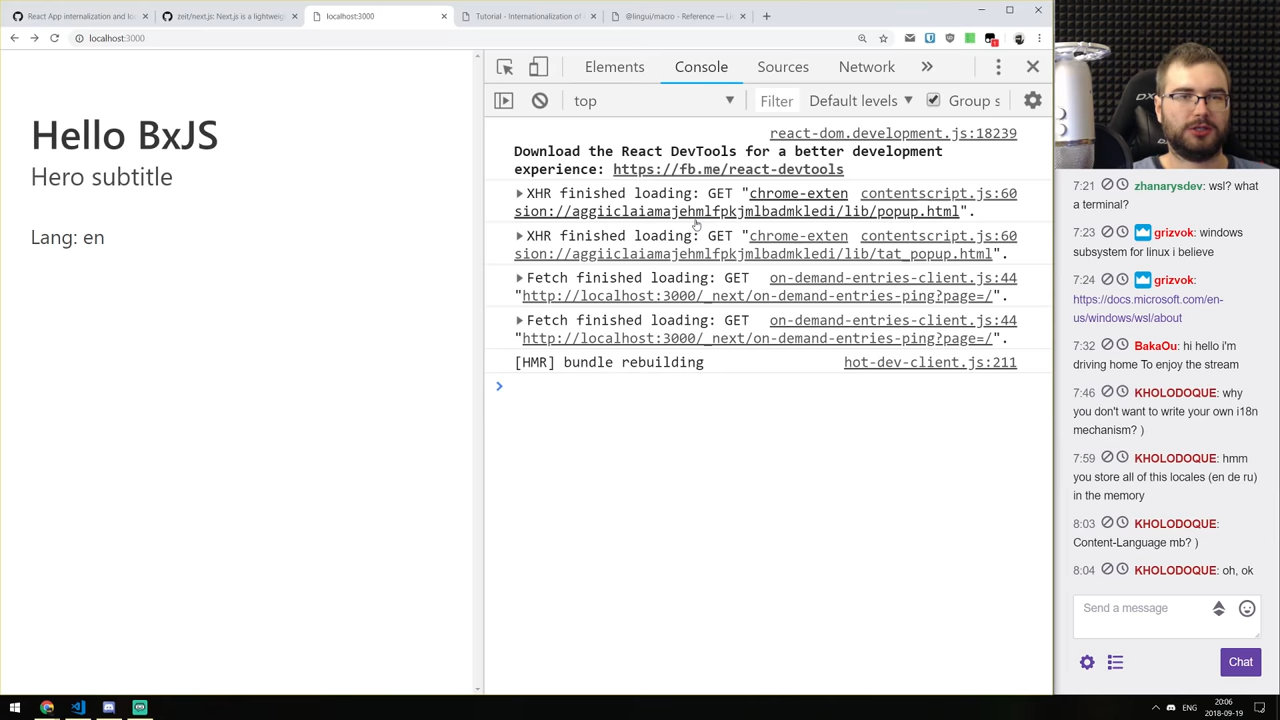 React App internalization and lo
zeit/next.js: Next.js is a lightweig
localhost:3000
Tutorial - Internationalization of
@lingui/macro - Reference — Lin
localhost:3000
Hello BxJS
Hero subtitle
Lang: en
Elements
Console
Sources
Network
top
Filter
Default levels
Group s
react-dom.development.js:18239
Download the React DevTools for a better development
experience: https://fb.me/react-devtools
XHR finished loading: GET "chrome-exten contentscript.js:60
sion://aggiiclaiamajehmlfpkjmlbadmkledi/lib/popup.html".
XHR finished loading: GET "chrome-exten contentscript.js:60
sion://aggiiclaiamajehmlfpkjmlbadmkledi/lib/tat_popup.html".
Fetch finished loading: GET on-demand-entries-client.js:44
"http://localhost:3000/_next/on-demand-entries-ping?page=/".
Fetch finished loading: GET on-demand-entries-client.js:44
"http://localhost:3000/_next/on-demand-entries-ping?page=/".
[HMR] bundle rebuilding hot-dev-client.js:211
DX
7:21 zhanarysdev: wsl? what
a terminal?
7:23 grizvok: windows
subsystem for linux i believe
7:24 grizvok:
https://docs.microsoft.com/en-
us/windows/wsl/about
7:32 BakaOu: hi hello i'm
driving home To enjoy the stream
7:46 KHOLODOQUE: why
you don't want to write your own i18n
mechanism? )
7:59 KHOLODOQUE: hmm
you store all of this locales (en de ru)
in the memory
8:03 KHOLODOQUE:
Content-Language mb? )
8:04 KHOLODOQUE: oh, ok
Send a message
Chat
ENG
20:06
2018-09-19